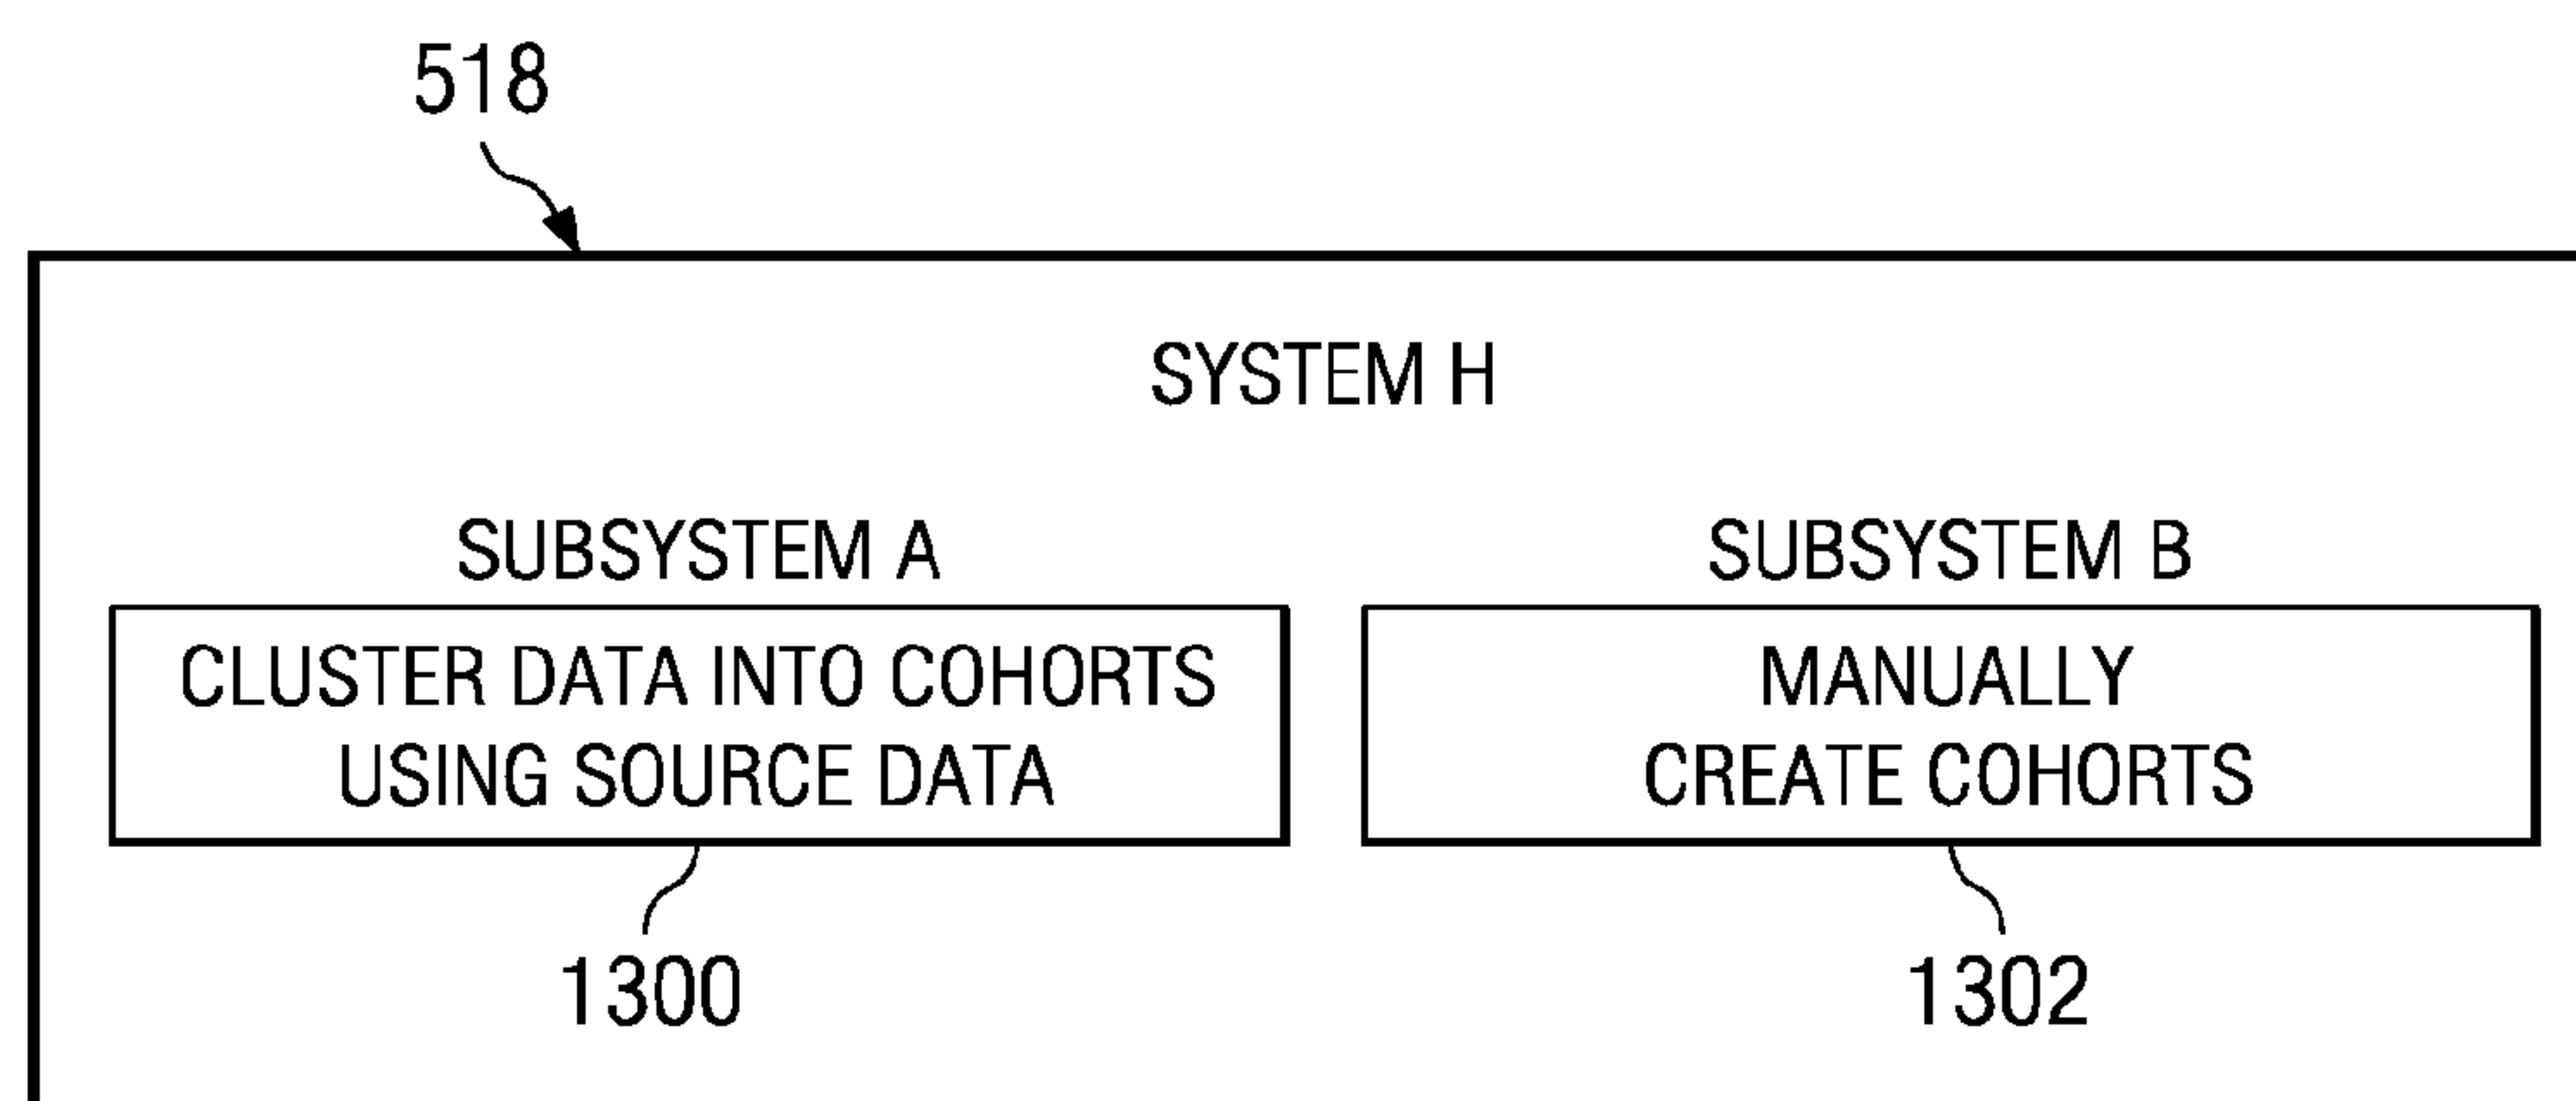 518
SYSTEM H
SUBSYSTEM A
CLUSTER DATA INTO COHORTS
USING SOURCE DATA
1300
SUBSYSTEM B
MANUALLY
CREATE COHORTS
1302